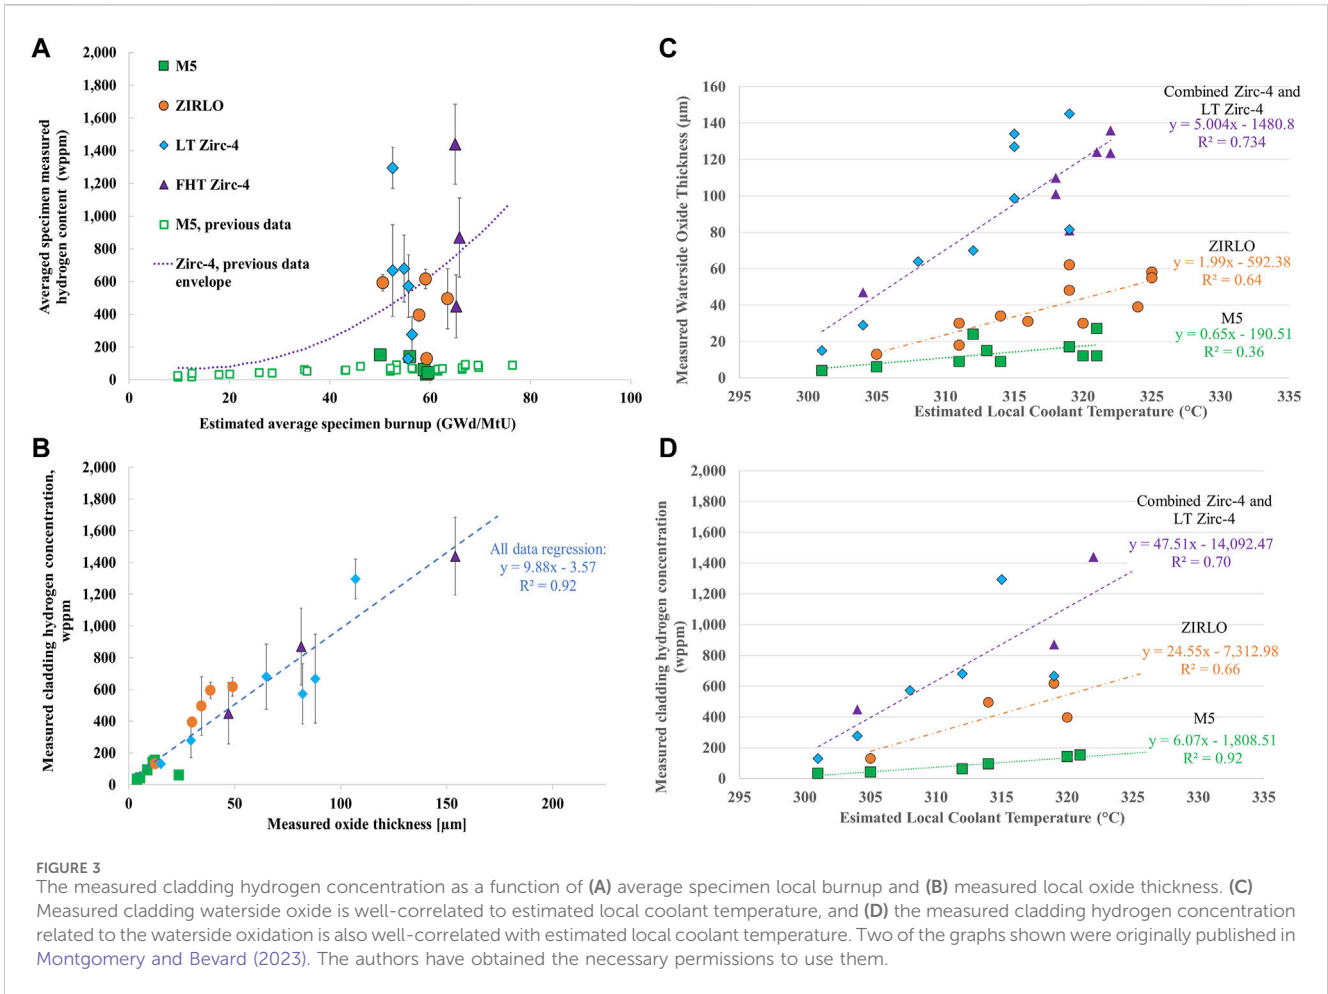 A
Averaged specimen measured
hydrogen content (wppm)
2,000
1,800
1,600
1,400
1,200
1,000
800
600
400
200
0
M5
ZIRLO
LT Zirc-4
FHT Zirc-4
M5, previous data
Zirc-4, previous data
envelope
0 20 40 60 80 100
Estimated average specimen burnup (GWd/MtU)
C
Measured Waterside Oxide Thickness (µm)
160
140
120
100
80
60
40
20
0
Combined Zirc-4 and
LT Zirc-4
y = 5.004x - 1480.8
R² = 0.734
ZIRLO
y = 1.99x - 592.38
R² = 0.64
M5
y = 0.65x - 190.51
R² = 0.36
295 300 305 310 315 320 325 330 335
Estimated Local Coolant Temperature (°C)
B
Measured cladding hydrogen concentration,
wppm
2,000
1,800
1,600
1,400
1,200
1,000
800
600
400
200
0
All data regression:
y = 9.88x - 3.57
R² = 0.92
0 50 100 150 200
Measured oxide thickness [µm]
D
Measured cladding hydrogen concentration
(wppm)
2,000
1,800
1,600
1,400
1,200
1,000
800
600
400
200
0
Combined Zirc-4 and
LT Zirc-4
y = 47.51x - 14,092.47
R² = 0.70
ZIRLO
y = 24.55x - 7,312.98
R² = 0.66
M5
y = 6.07x - 1,808.51
R² = 0.92
295 300 305 310 315 320 325 330 335
Esimated Local Coolant Temperature (°C)
FIGURE 3
The measured cladding hydrogen concentration as a function of (A) average specimen local burnup and (B) measured local oxide thickness. (C)
Measured cladding waterside oxide is well-correlated to estimated local coolant temperature, and (D) the measured cladding hydrogen concentration
related to the waterside oxidation is also well-correlated with estimated local coolant temperature. Two of the graphs shown were originally published in
Montgomery and Bevard (2023). The authors have obtained the necessary permissions to use them.